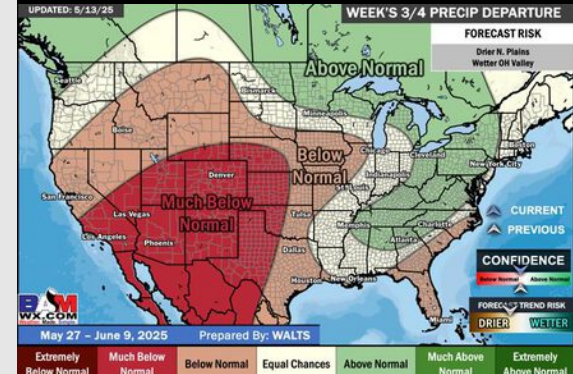 UPDATED: 5/13/25
WEEK'S 3/4 PRECIP DEPARTURE
FORECAST RISK
Drier N. Plains
Wetter OH Valley
Above Normal
Seattle
Bismarck
Minneapolis
Boise
Boston
Chicago
Cleveland
New York City
Below
Normal
Denver
Indianapolis
St Louis
San Francisco
Much Below
Normal
Las Vegas
Tulsa
Memphis
Charlotte
Los Angeles
Phoenix
Atlanta
Dallas
Houston
New Orleans
Miami
CURRENT
PREVIOUS
CONFIDENCE
Below Normal
Above Normal
FORECAST TREND RISK
DRIER
WETTER
BAM
WX.COM
May 27 – June 9, 2025
Prepared By: WALTS
Extremely
Below Normal
Much Below
Normal
Below Normal
Equal Chances
Above Normal
Much Above
Normal
Extremely
Above Normal